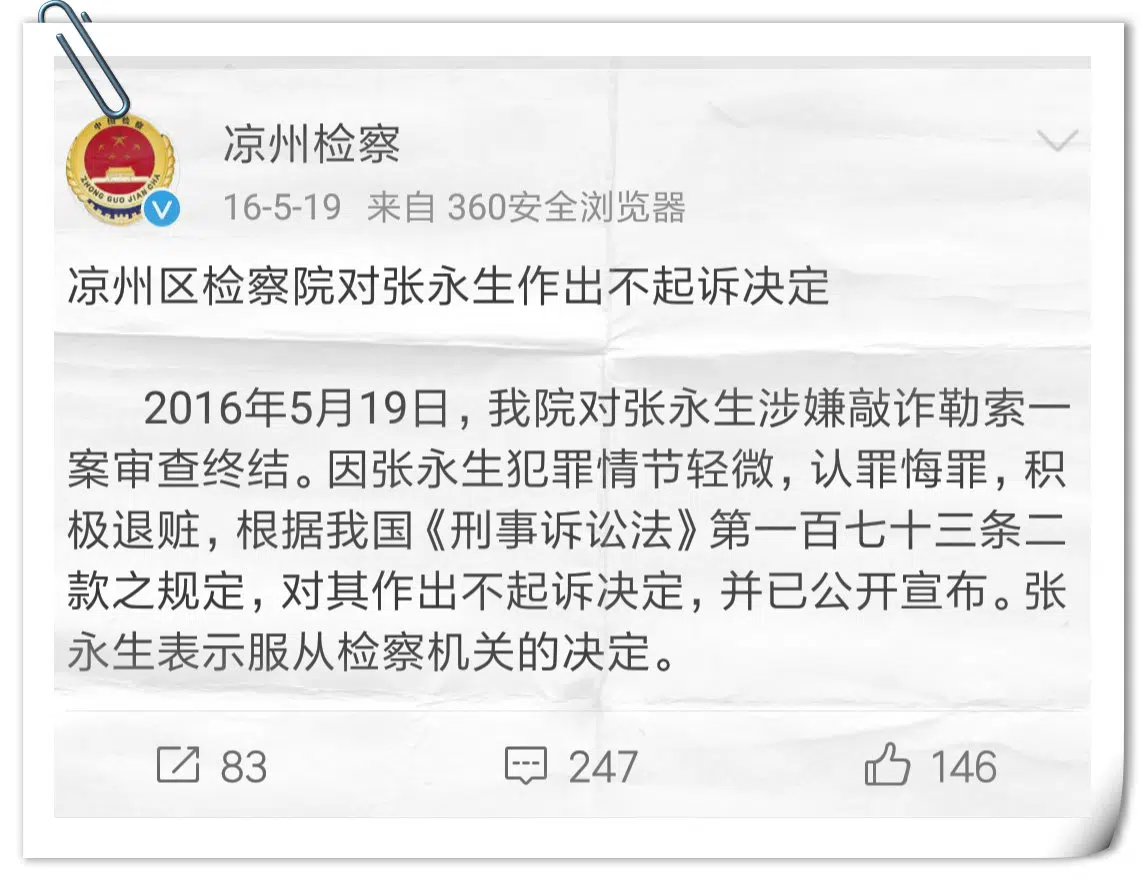 中国检察
ZHONG GUO JIAN CHA
V
凉州检察
16-5-19 来自 360安全浏览器
凉州区检察院对张永生作出不起诉决定
2016年5月19日，我院对张永生涉嫌敲诈勒索一
案审查终结。因张永生犯罪情节轻微，认罪悔罪，积
极退赃，根据我国《刑事诉讼法》第一百七十三条二
款之规定，对其作出不起诉决定，并已公开宣布。张
永生表示服从检察机关的决定。
83
247
146